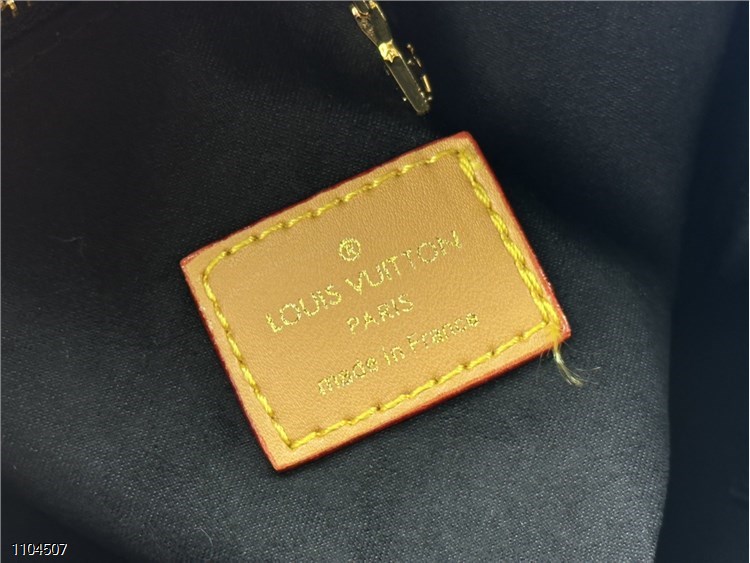 ®
LOUIS VUITTON
PARIS
made in France
1104507